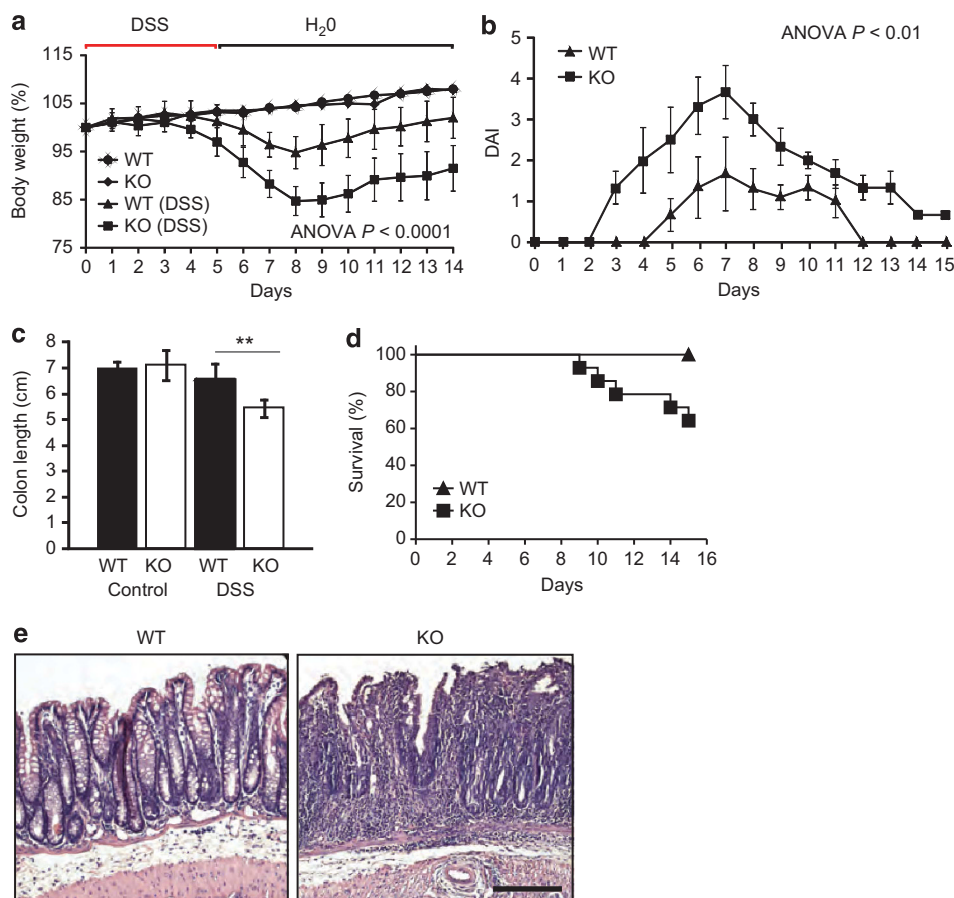 a
DSS H₂0
115
105
95
85
75
Body weight (%)
WT
KO
WT (DSS)
KO (DSS)
ANOVA P < 0.0001
0 1 2 3 4 5 6 7 8 9 10 11 12 13 14
Days
b
ANOVA P < 0.01
WT
KO
5
4
3
2
1
0
DAI
0 1 2 3 4 5 6 7 8 9 10 11 12 13 14 15
Days
c
8
7
6
5
4
3
2
1
0
Colon length (cm)
**
WT KO WT KO
Control DSS
d
100
80
60
40
20
0
Survival (%)
WT
KO
0 2 4 6 8 10 12 14 16
Days
e
WT KO